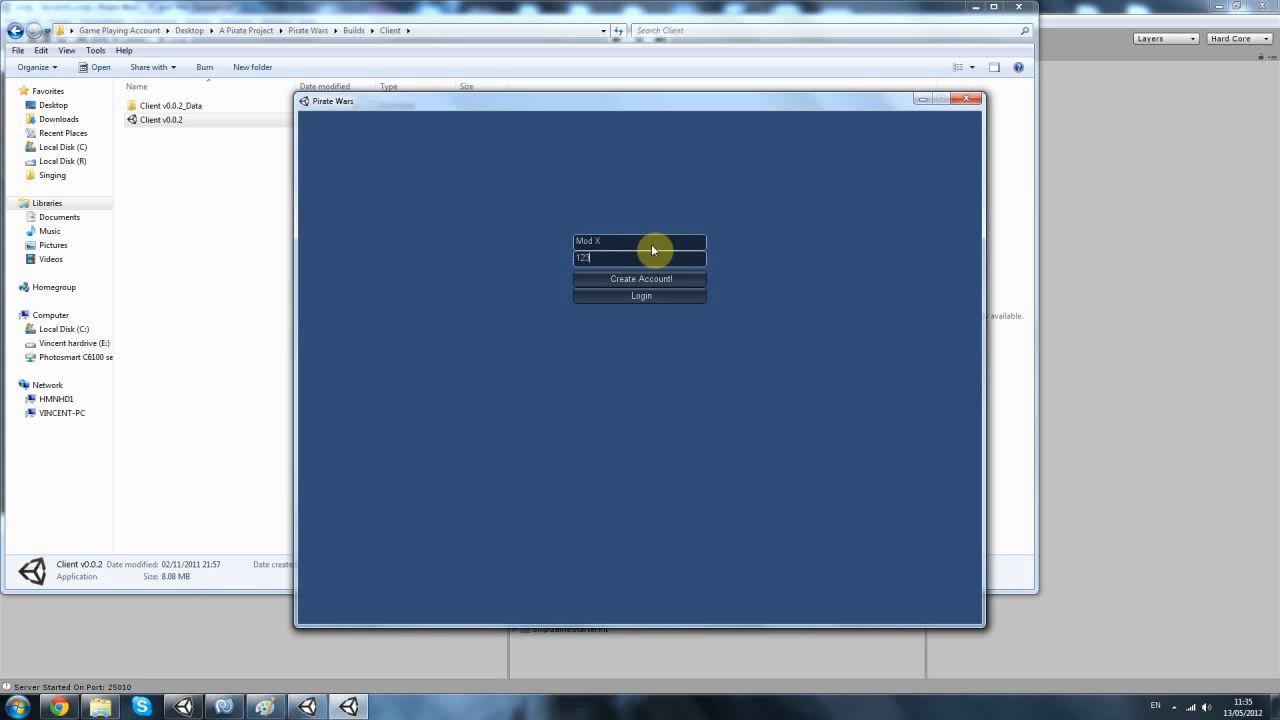 Game Playing Account
Desktop
A Pirate Project
Pirate Wars
Builds
Client
Search Client
File Edit View Tools Help
Layers
Hard Core
Organize
Open
Share with
Burn
New folder
Name
Date modified
Type
Size
Favorites
Desktop
Downloads
Recent Places
Local Disk (C)
Local Disk (R)
Singing
Libraries
Documents
Music
Pictures
Videos
Homegroup
Computer
Local Disk (C:)
Vincent hardrive (E:)
Photosmart C6100 se
Network
HMNHD1
VINCENT-PC
Client v0.0.2_Data
Client v0.0.2
Pirate Wars
Mod X
123
Create Account!
Login
available.
Client v0.0.2 Date modified: 02/11/2011 21:57 Date create
Application Size: 8.08 MB
Server Started On Port: 25010
EN
11:35
13/05/2012